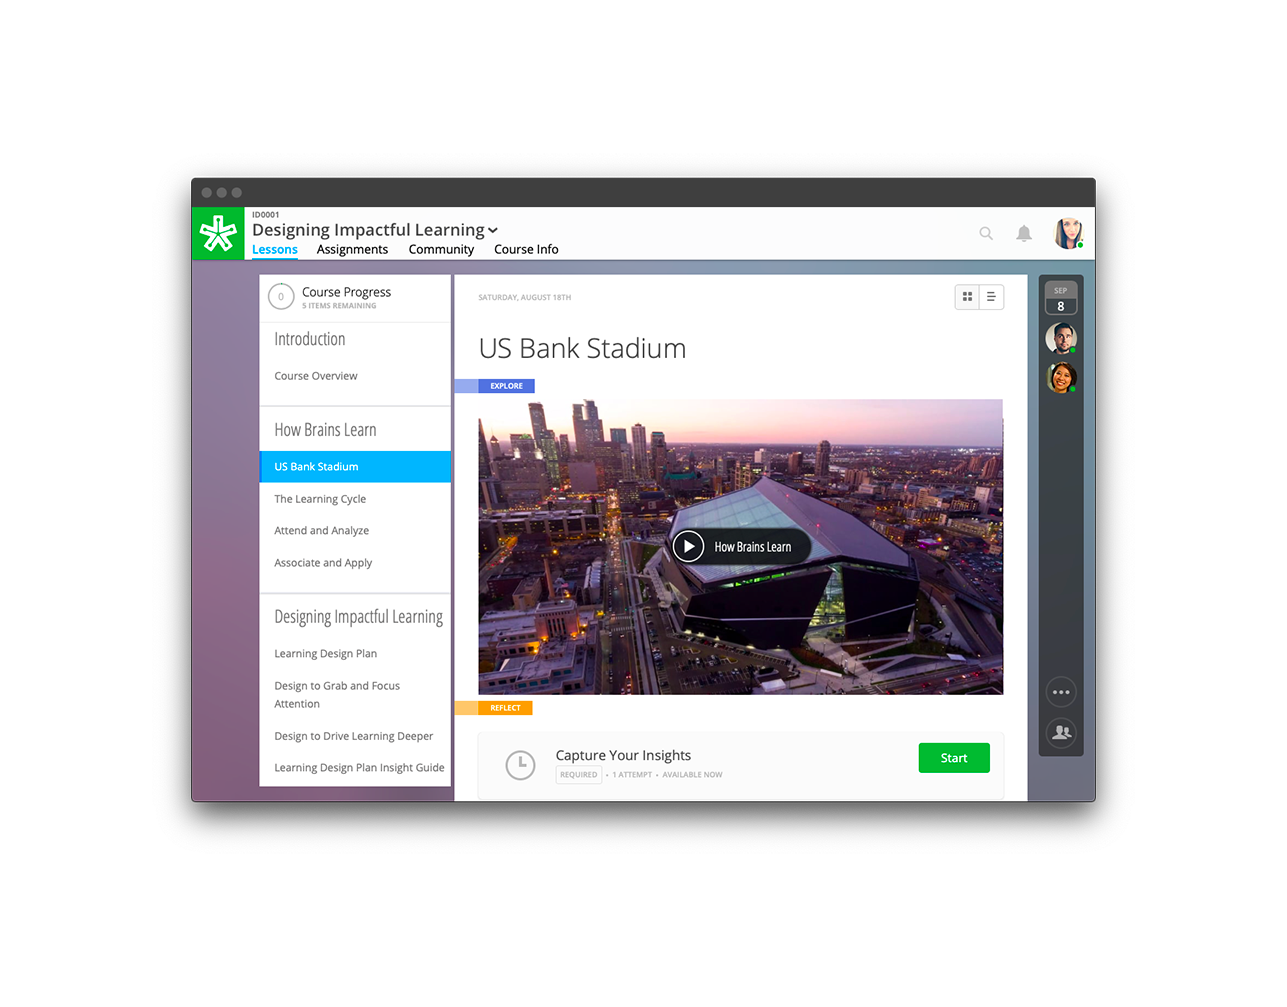 ID0001
Designing Impactful Learning
Lessons Assignments Community Course Info
0
Course Progress
5 ITEMS REMAINING
Introduction
Course Overview
How Brains Learn
US Bank Stadium
The Learning Cycle
Attend and Analyze
Associate and Apply
Designing Impactful Learning
Learning Design Plan
Design to Grab and Focus
Attention
Design to Drive Learning Deeper
Learning Design Plan Insight Guide
SATURDAY, AUGUST 18TH
US Bank Stadium
EXPLORE
How Brains Learn
REFLECT
Capture Your Insights
REQUIRED • 1 ATTEMPT • AVAILABLE NOW
Start
SEP
8